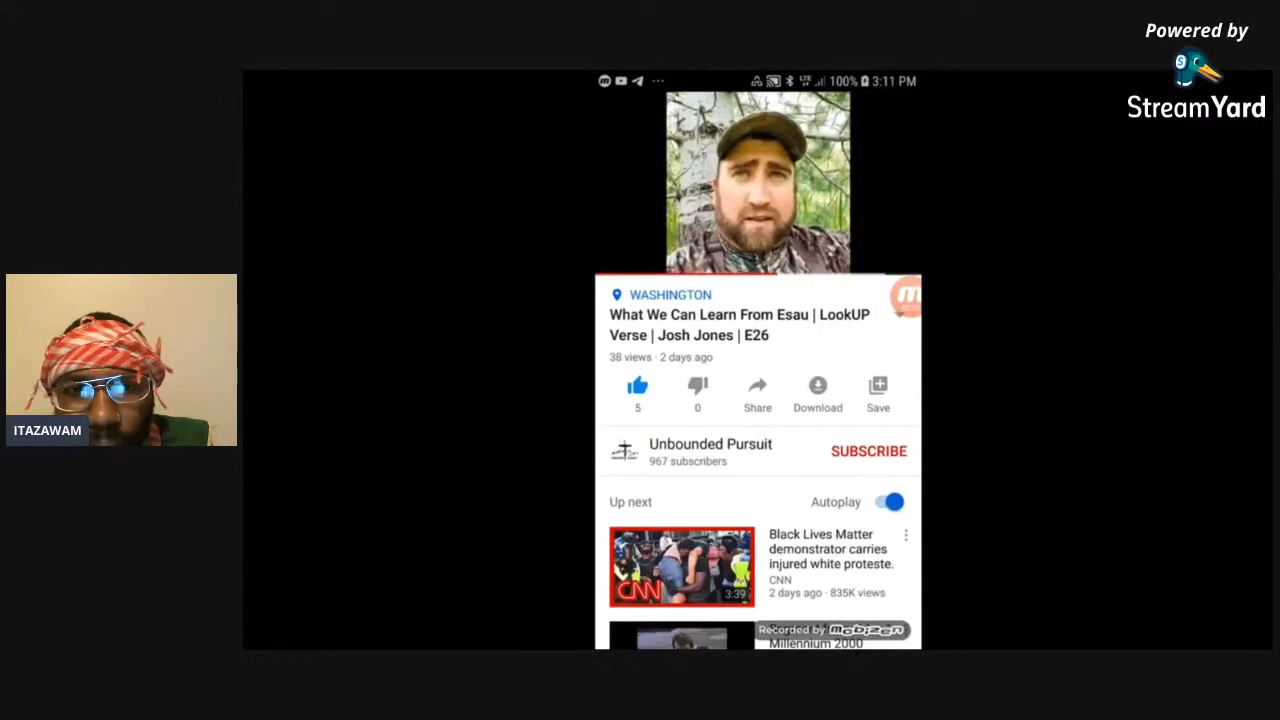 Powered by
StreamYard
100% 3:11 PM
WASHINGTON
What We Can Learn From Esau | LookUP
Verse | Josh Jones | E26
38 views · 2 days ago
5
0
Share
Download
Save
Unbounded Pursuit
967 subscribers
SUBSCRIBE
Up next
Autoplay
Black Lives Matter
demonstrator carries
injured white proteste.
CNN
2 days ago · 835K views
CNN
3:39
Recorded by Mobizen
Millennium 2000
ITAZAWAM